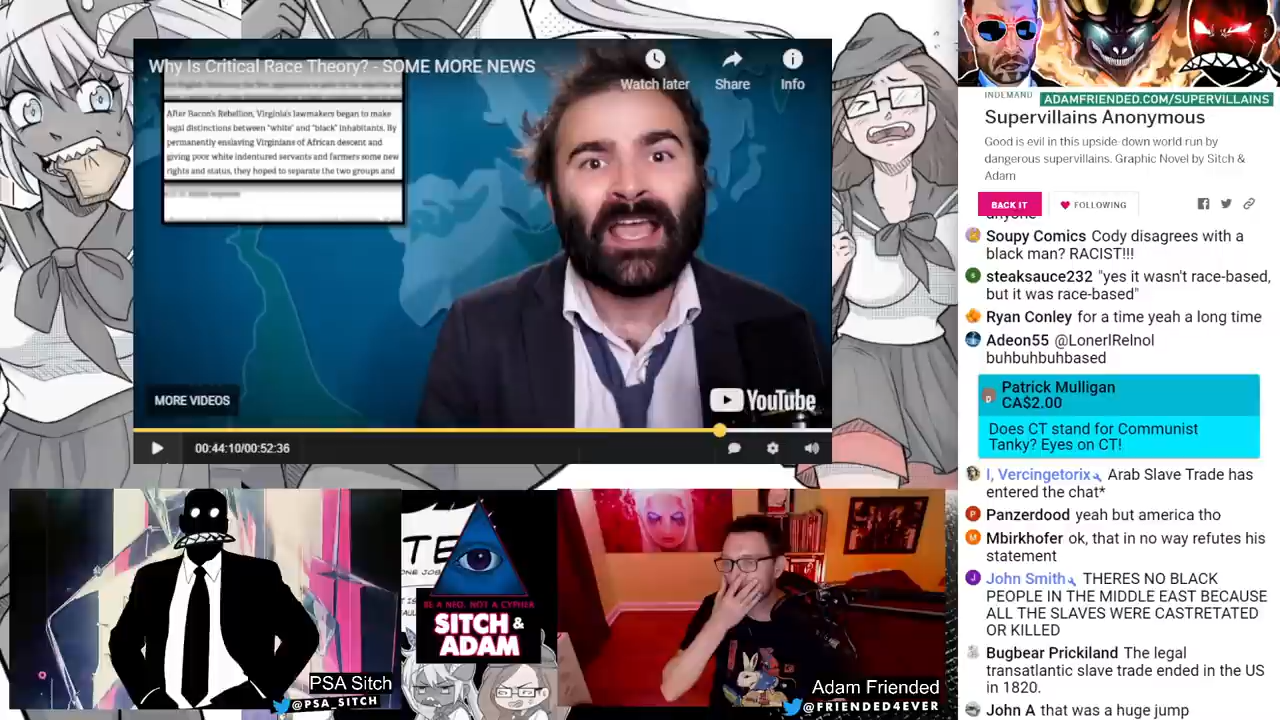 Why Is Critical Race Theory? - SOME MORE NEWS
Watch later
Share
Info
After Bacon's Rebellion, Virginia's lawmakers began to make
legal distinctions between "white" and "black" inhabitants. By
permanently enslaving Virginians of African descent and
giving poor white indentured servants and farmers some new
rights and status, they hoped to separate the two groups and
MORE VIDEOS
YouTube
00:44:10/00:52:36
PSA Sitch
@PSA_SITCH
BE A NEO, NOT A CYPHER
SITCH &
ADAM
Adam Friended
@FRIENDED4EVER
INDEMAND
ADAMFRIENDED.COM/SUPERVILLAINS
Supervillains Anonymous
Good is evil in this upside-down world run by
dangerous supervillains. Graphic Novel by Sitch &
Adam
BACK IT
FOLLOWING
anyone
Soupy Comics Cody disagrees with a
black man? RACIST!!!
steaksauce232 "yes it wasn't race-based,
but it was race-based"
Ryan Conley for a time yeah a long time
Adeon55 @LonerIRelnol
buhbuhbuhbased
Patrick Mulligan
CA$2.00
Does CT stand for Communist
Tanky? Eyes on CT!
I, Vercingetorix Arab Slave Trade has
entered the chat*
Panzerdood yeah but america tho
Mbirkhofer ok, that in no way refutes his
statement
John Smith THERES NO BLACK
PEOPLE IN THE MIDDLE EAST BECAUSE
ALL THE SLAVES WERE CASTRETATED
OR KILLED
Bugbear Prickiland The legal
transatlantic slave trade ended in the US
in 1820.
John A that was a huge jump